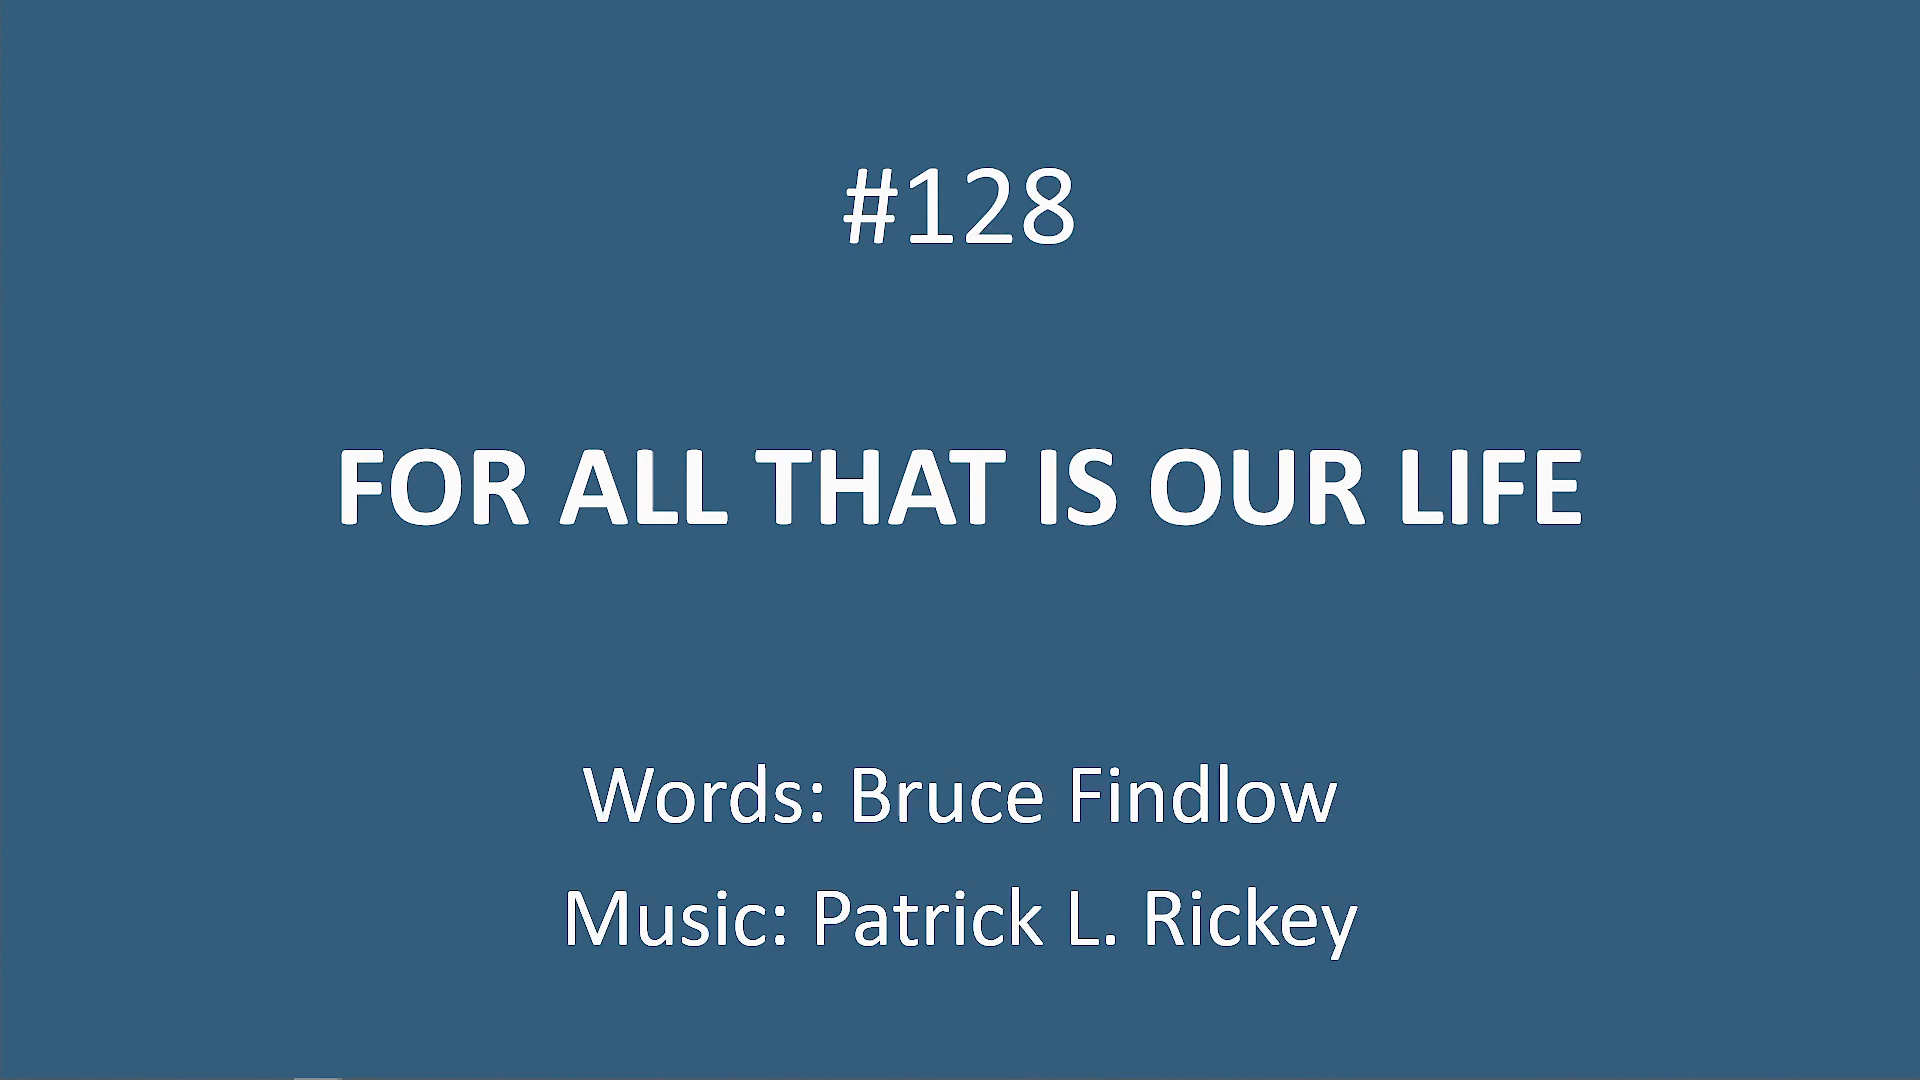 #128
FOR ALL THAT IS OUR LIFE
Words: Bruce Findlow
Music: Patrick L. Rickey